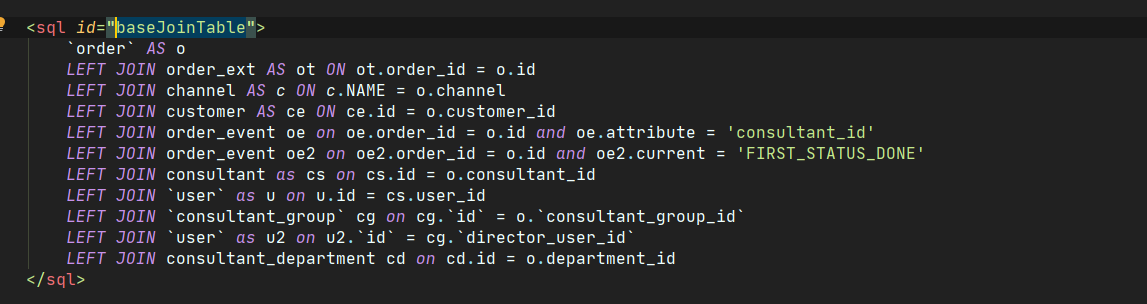 <sql id="baseJoinTable">
`order` AS o
LEFT JOIN order_ext AS ot ON ot.order_id = o.id
LEFT JOIN channel AS c ON c.NAME = o.channel
LEFT JOIN customer AS ce ON ce.id = o.customer_id
LEFT JOIN order_event oe on oe.order_id = o.id and oe.attribute = 'consultant_id'
LEFT JOIN order_event oe2 on oe2.order_id = o.id and oe2.current = 'FIRST_STATUS_DONE'
LEFT JOIN consultant as cs on cs.id = o.consultant_id
LEFT JOIN `user` as u on u.id = cs.user_id
LEFT JOIN `consultant_group` cg on cg.`id` = o.`consultant_group_id`
LEFT JOIN `user` as u2 on u2.`id` = cg.`director_user_id`
LEFT JOIN consultant_department cd on cd.id = o.department_id
</sql>